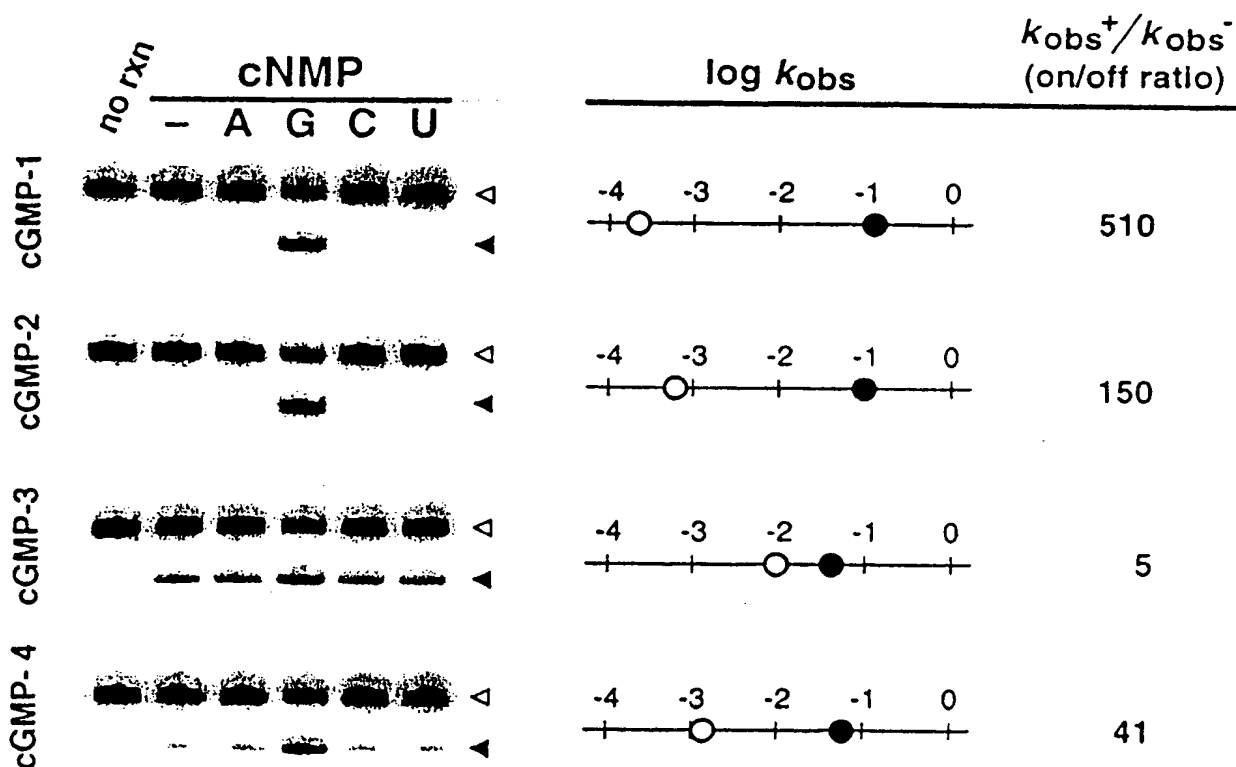 no rxn
cNMP
– A G C U
log kobs
kobs+/kobs-
(on/off ratio)
cGMP-1
-4 -3 -2 -1 0
510
cGMP-2
-4 -3 -2 -1 0
150
cGMP-3
-4 -3 -2 -1 0
5
cGMP-4
-4 -3 -2 -1 0
41